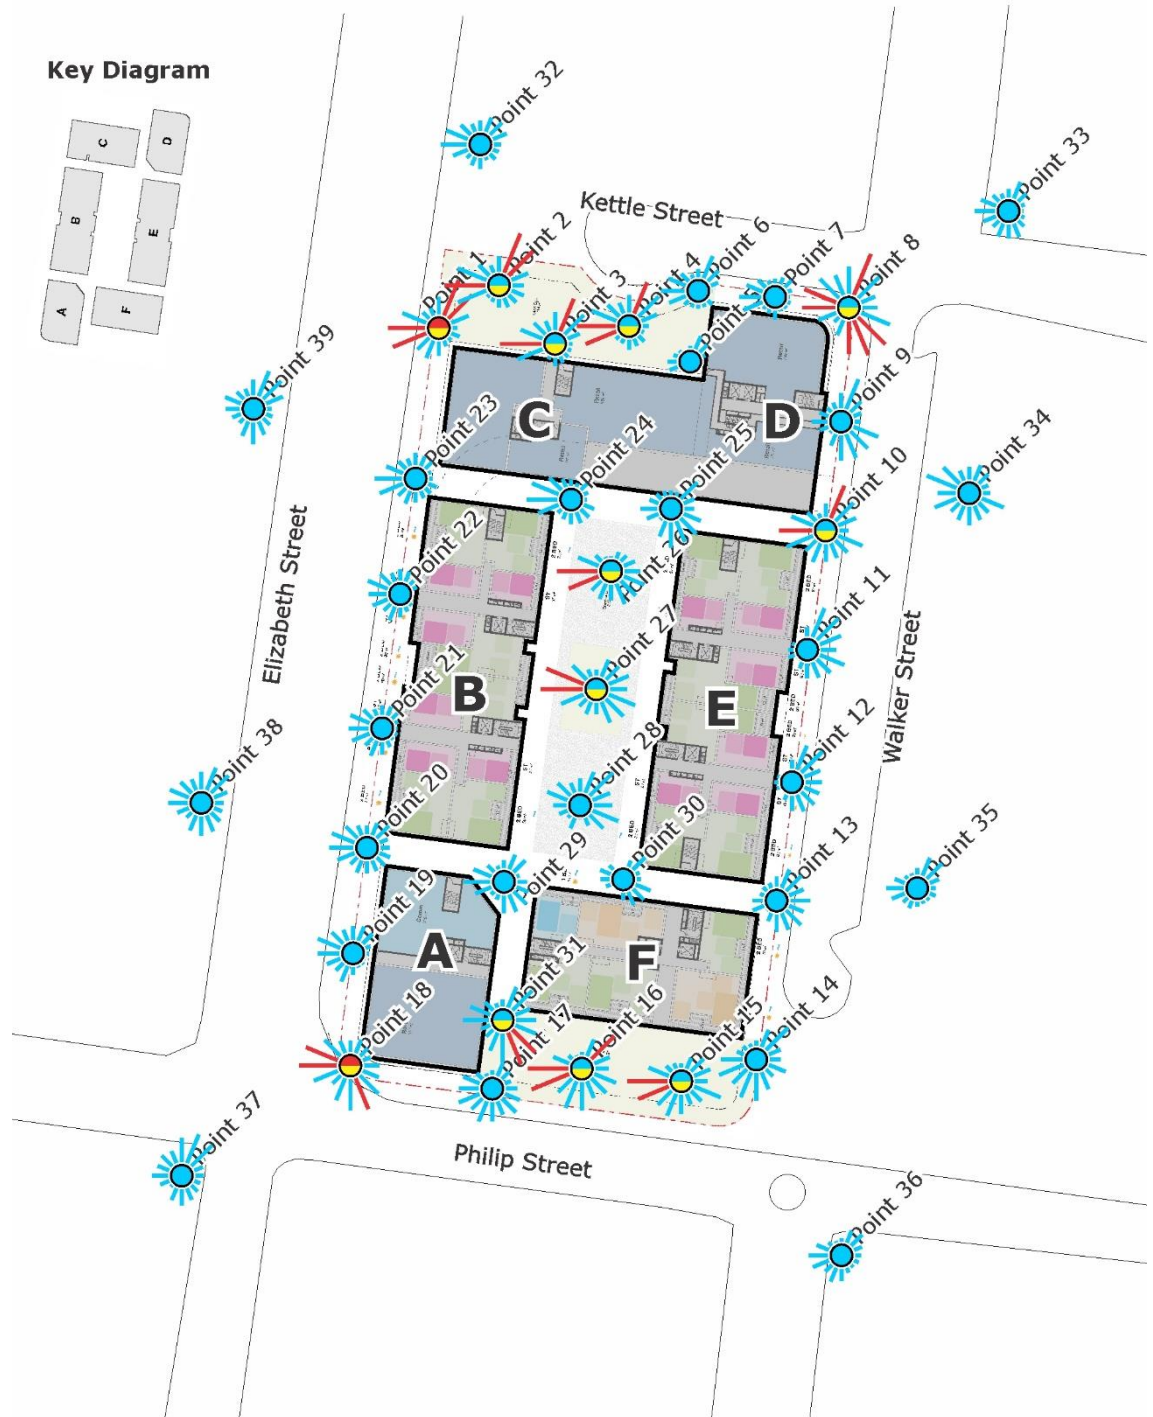 Key Diagram
C
D
B
E
A
F
Point 32
Point 33
Kettle Street
Point 1
Point 2
Point 3
Point 4
Point 5
Point 6
Point 7
Point 8
Point 39
Point 9
Point 34
Point 23
Point 24
Point 25
Point 10
C
D
Elizabeth Street
Point 22
Point 26
Point 11
Point 21
Point 27
B
E
Walker Street
Point 12
Point 38
Point 28
Point 20
Point 30
Point 13
Point 35
Point 29
Point 19
A
F
Point 31
Point 18
Point 17
Point 16
Point 15
Point 14
Point 37
Philip Street
Point 36